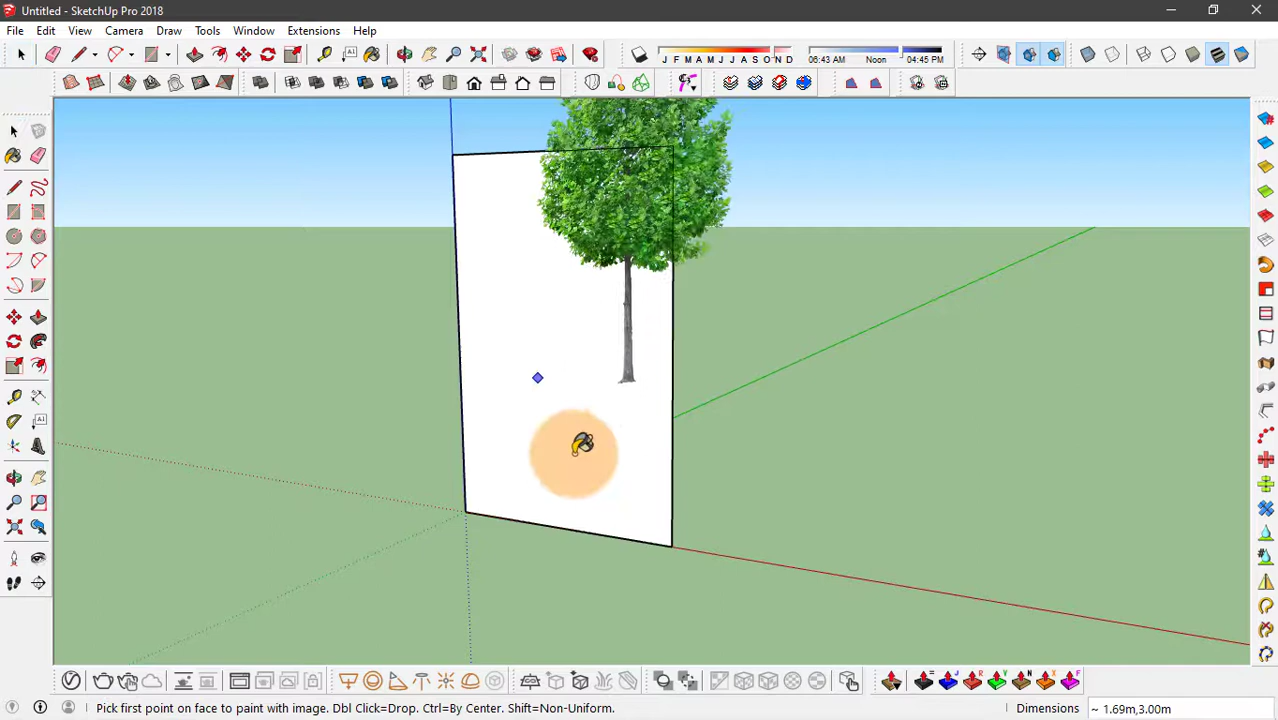 Untitled - SketchUp Pro 2018
File Edit View Camera Draw Tools Window Extensions Help
J F M A M J J A S O N D 06:43 AM Noon 04:45 PM
A1
A1
= J R Y N X F
Pick first point on face to paint with image. Dbl Click=Drop. Ctrl=By Center. Shift=Non-Uniform. Dimensions ~ 1.69m,3.00m